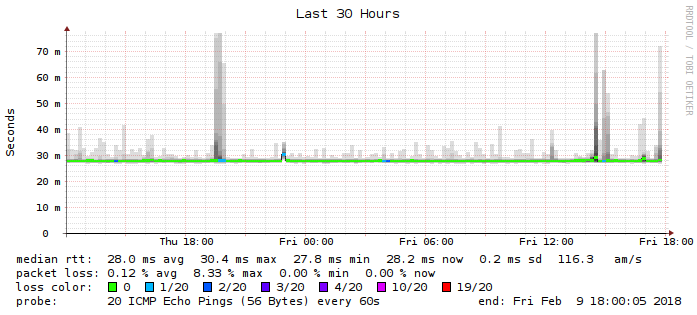 Last 30 Hours
RRDTOOL / TOBI OETIKER
Seconds
70 m
60 m
50 m
40 m
30 m
20 m
10 m
0
Thu 18:00 Fri 00:00 Fri 06:00 Fri 12:00 Fri 18:00
median rtt: 28.0 ms avg 30.4 ms max 27.8 ms min 28.2 ms now 0.2 ms sd 116.3 am/s
packet loss: 0.12 % avg 8.33 % max 0.00 % min 0.00 % now
loss color: 0 1/20 2/20 3/20 4/20 10/20 19/20
probe: 20 ICMP Echo Pings (56 Bytes) every 60s end: Fri Feb 9 18:00:05 2018